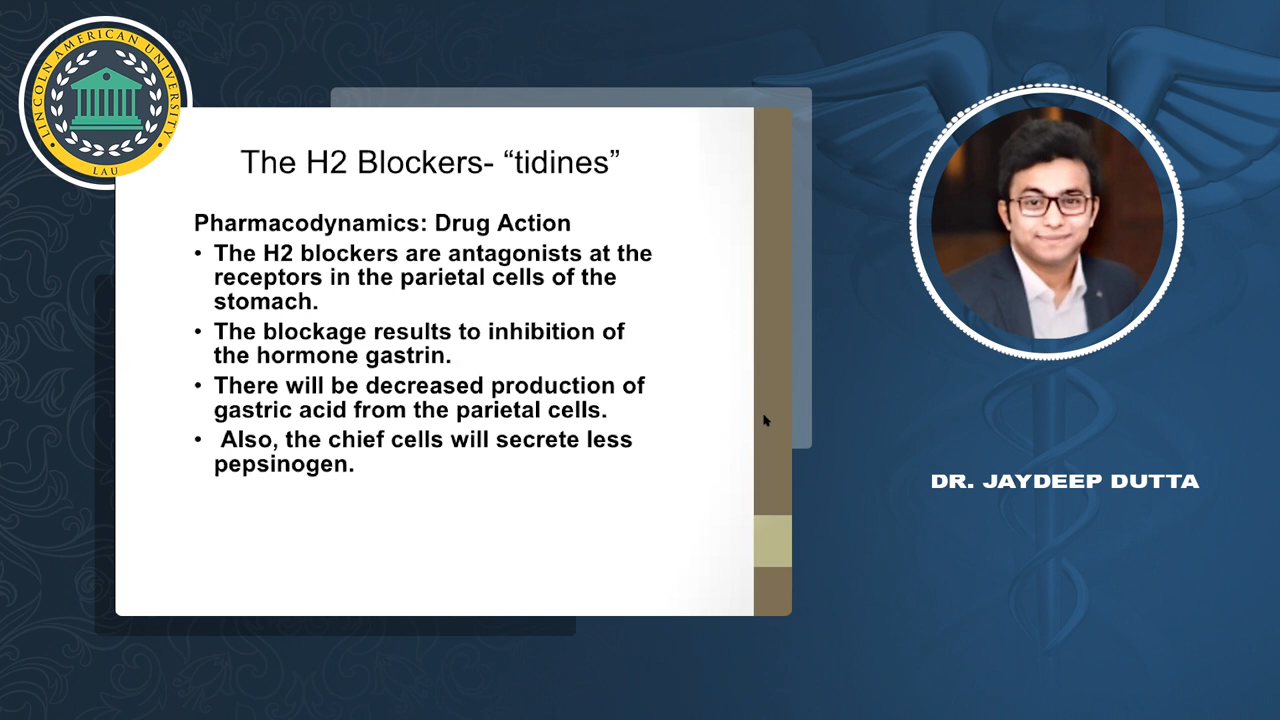 LINCOLN AMERICAN UNIVERSITY
LAU
The H2 Blockers- “tidines”
Pharmacodynamics: Drug Action
• The H2 blockers are antagonists at the
receptors in the parietal cells of the
stomach.
• The blockage results to inhibition of
the hormone gastrin.
• There will be decreased production of
gastric acid from the parietal cells.
• Also, the chief cells will secrete less
pepsinogen.
DR. JAYDEEP DUTTA